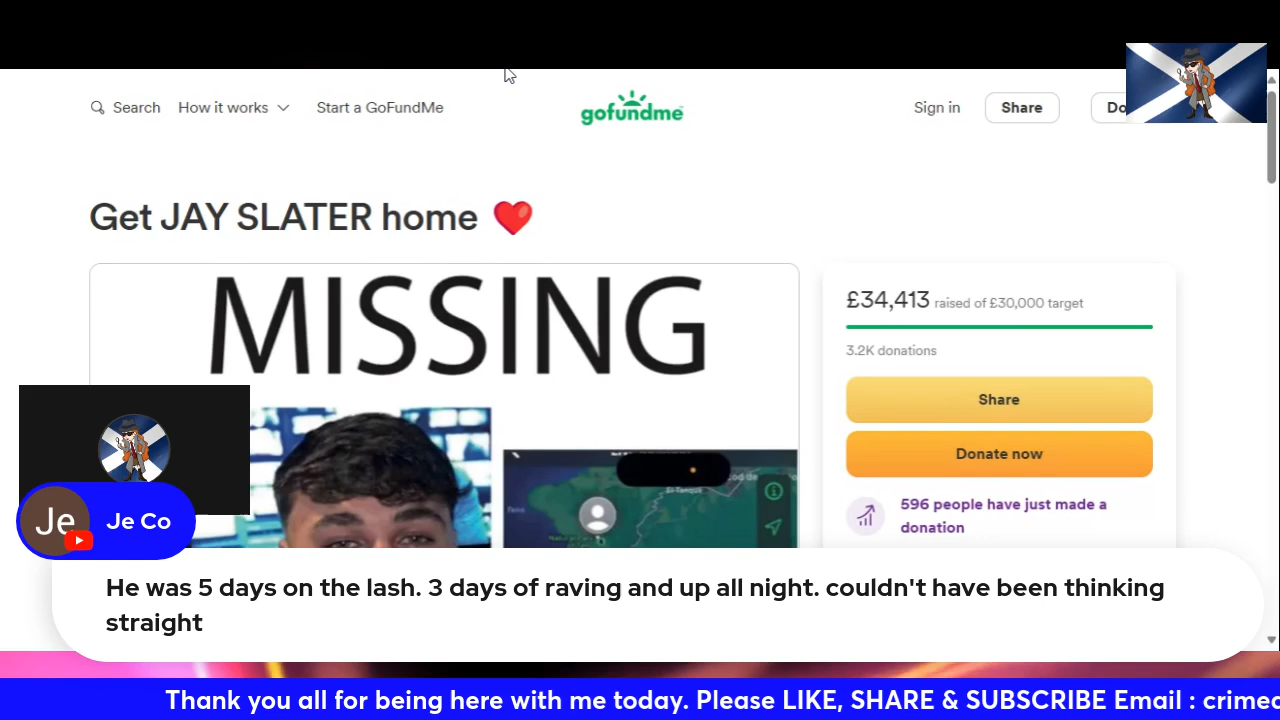 Search How it works Start a GoFundMe gofundme Sign in Share Do
Get JAY SLATER home
MISSING
£34,413 raised of £30,000 target
3.2K donations
Share
Donate now
596 people have just made a
donation
Je Je Co
He was 5 days on the lash. 3 days of raving and up all night. couldn't have been thinking
straight
Thank you all for being here with me today. Please LIKE, SHARE & SUBSCRIBE Email : crimec